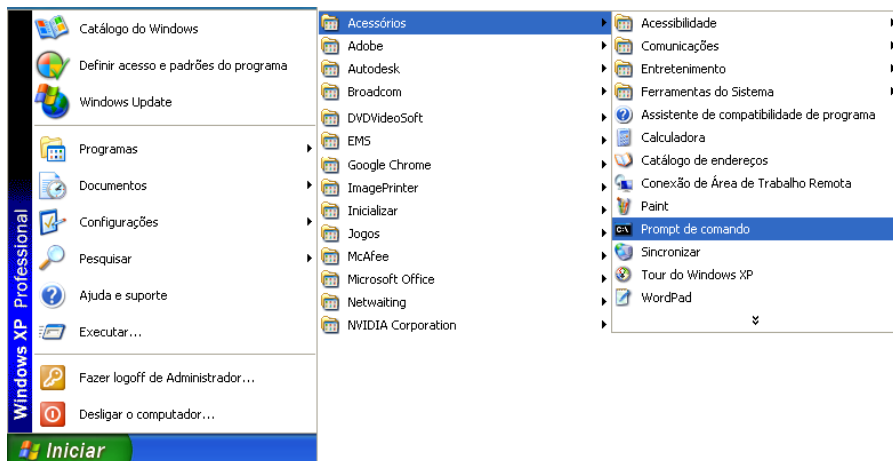 Catálogo do Windows
Definir acesso e padrões do programa
Windows Update
Programas
Documentos
Configurações
Pesquisar
Ajuda e suporte
Executar...
Fazer logoff de Administrador...
Desligar o computador...
Windows XP Professional
Iniciar
Acessórios
Adobe
Autodesk
Broadcom
DVDVideoSoft
EMS
Google Chrome
ImagePrinter
Inicializar
Jogos
McAfee
Microsoft Office
Netwaiting
NVIDIA Corporation
Acessibilidade
Comunicações
Entretenimento
Ferramentas do Sistema
Assistente de compatibilidade de programa
Calculadora
Catálogo de endereços
Conexão de Área de Trabalho Remota
Paint
C:\ Prompt de comando
Sincronizar
Tour do Windows XP
WordPad